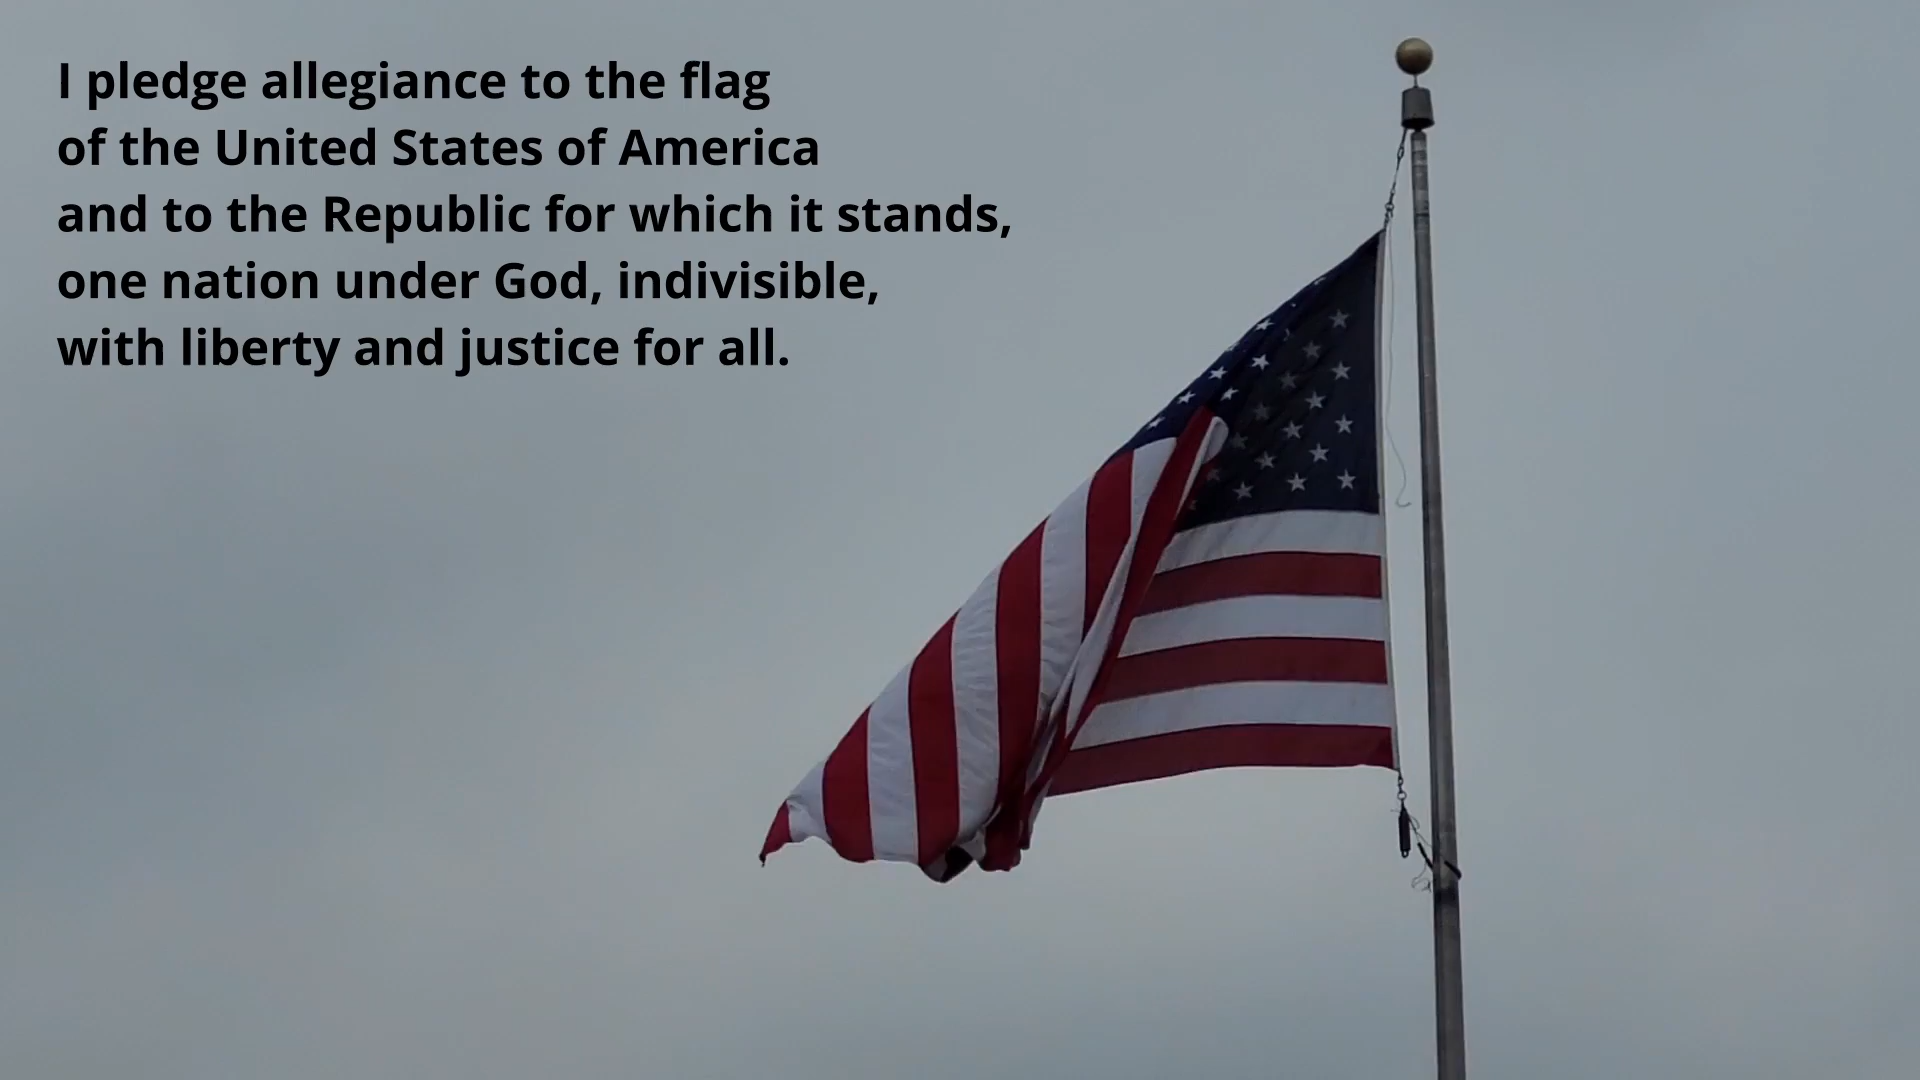 I pledge allegiance to the flag
of the United States of America
and to the Republic for which it stands,
one nation under God, indivisible,
with liberty and justice for all.